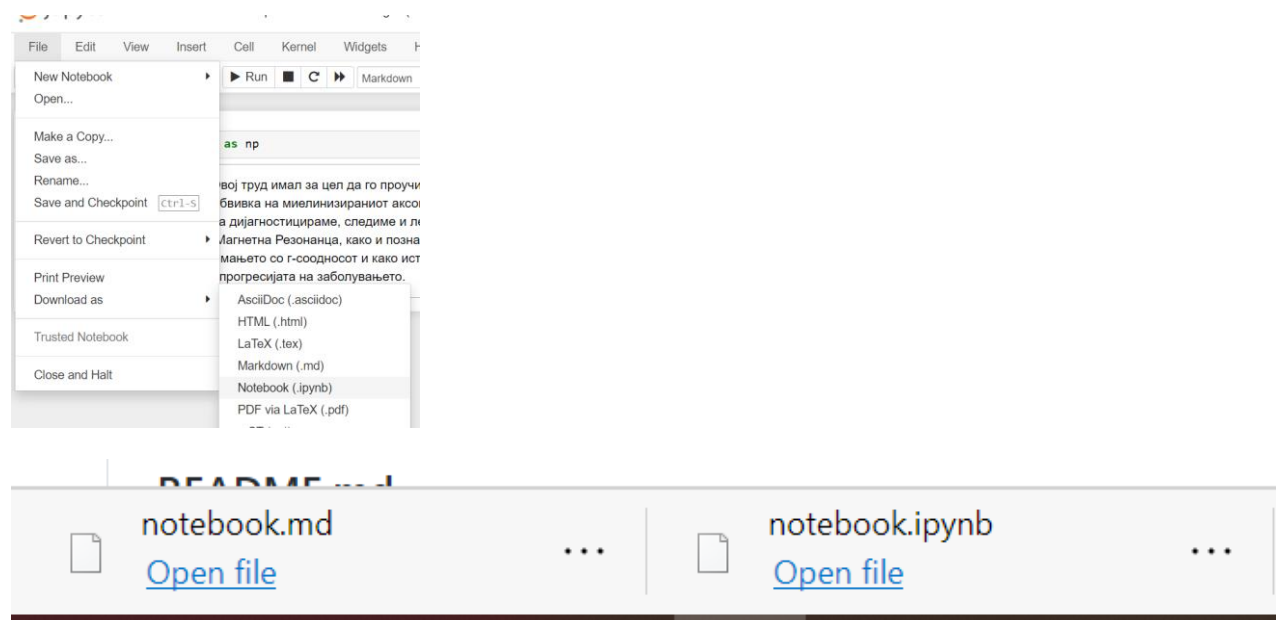 File Edit View Insert Cell Kernel Widgets
New Notebook
Run
Markdown
Open...
Make a Copy...
as np
Save as...
Rename...
вој труд имал за цел да го проучи
Save and Checkpoint Ctrl-S
бвивка на миелинизираниот аксо
а дијагностицираме, следиме и ле
Revert to Checkpoint
Магнетна Резонанца, како и позна
мањето со г-соодносот и како ист
Print Preview
прогресијата на заболувањето.
Download as
AsciiDoc (.asciidoc)
HTML (.html)
Trusted Notebook
LaTeX (.tex)
Markdown (.md)
Close and Halt
Notebook (.ipynb)
PDF via LaTeX (.pdf)
README.md
notebook.md
Open file
notebook.ipynb
Open file